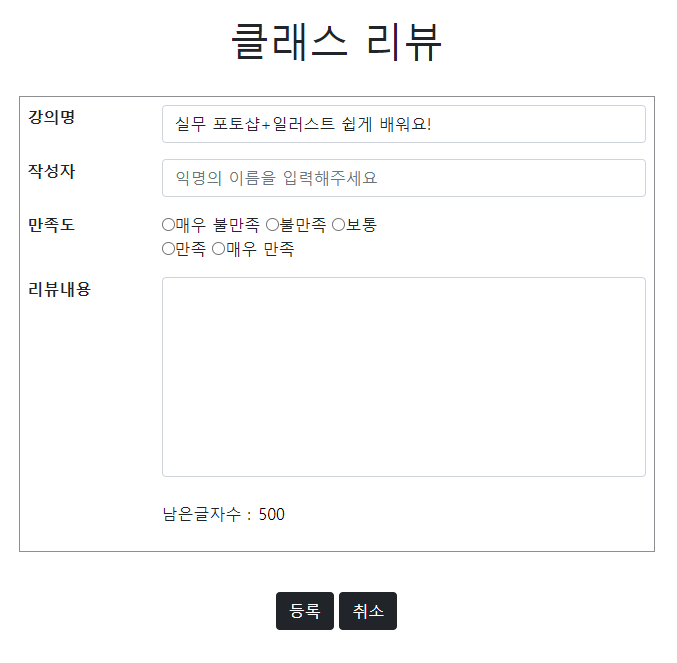 클래스 리뷰
강의명
실무 포토샵+일러스트 쉽게 배워요!
작성자
익명의 이름을 입력해주세요
만족도
매우 불만족 불만족 보통
만족 매우 만족
리뷰내용
남은글자수 : 500
등록 취소